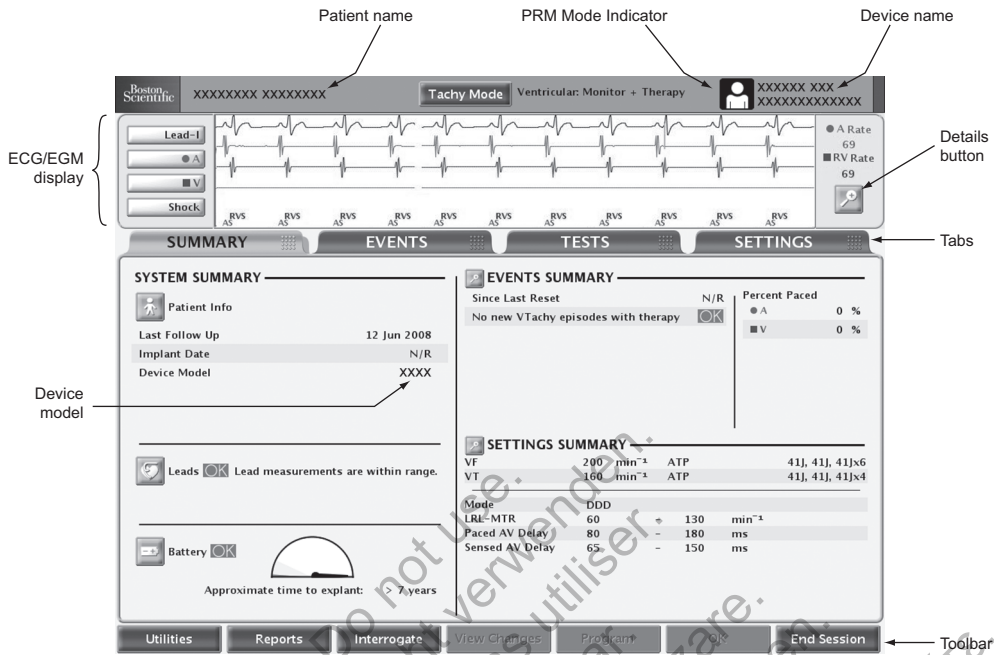 Patient name
PRM Mode Indicator
Device name
Boston Scientific
XXXXXXXX XXXXXXXX
Tachy Mode
Ventricular: Monitor + Therapy
XXXXXX XXX
XXXXXXXXXXXXX
ECG/EGM display
Lead-I
A
V
Shock
AS RVS AS RVS AS RVS AS RVS AS RVS AS RVS AS RVS AS RVS AS RVS AS RVS
A Rate
69
RV Rate
69
Details button
SUMMARY
EVENTS
TESTS
SETTINGS
Tabs
SYSTEM SUMMARY
Patient Info
Last Follow Up 12 Jun 2008
Implant Date N/R
Device Model XXXX
Device model
Leads OK Lead measurements are within range.
Battery OK
Approximate time to explant: > 7 years
EVENTS SUMMARY
Since Last Reset N/R
No new VTachy episodes with therapy OK
Percent Paced
A 0 %
V 0 %
SETTINGS SUMMARY
VF 200 min⁻¹ ATP 41J, 41J, 41Jx6
VT 160 min⁻¹ ATP 41J, 41J, 41Jx4
Mode DDD
LRL-MTR 60 - 130 min⁻¹
Paced AV Delay 80 - 180 ms
Sensed AV Delay 65 - 150 ms
Utilities
Reports
Interrogate
View Changes
Program
OK
End Session
Toolbar
Do not use.
verwenden.
utiliser.